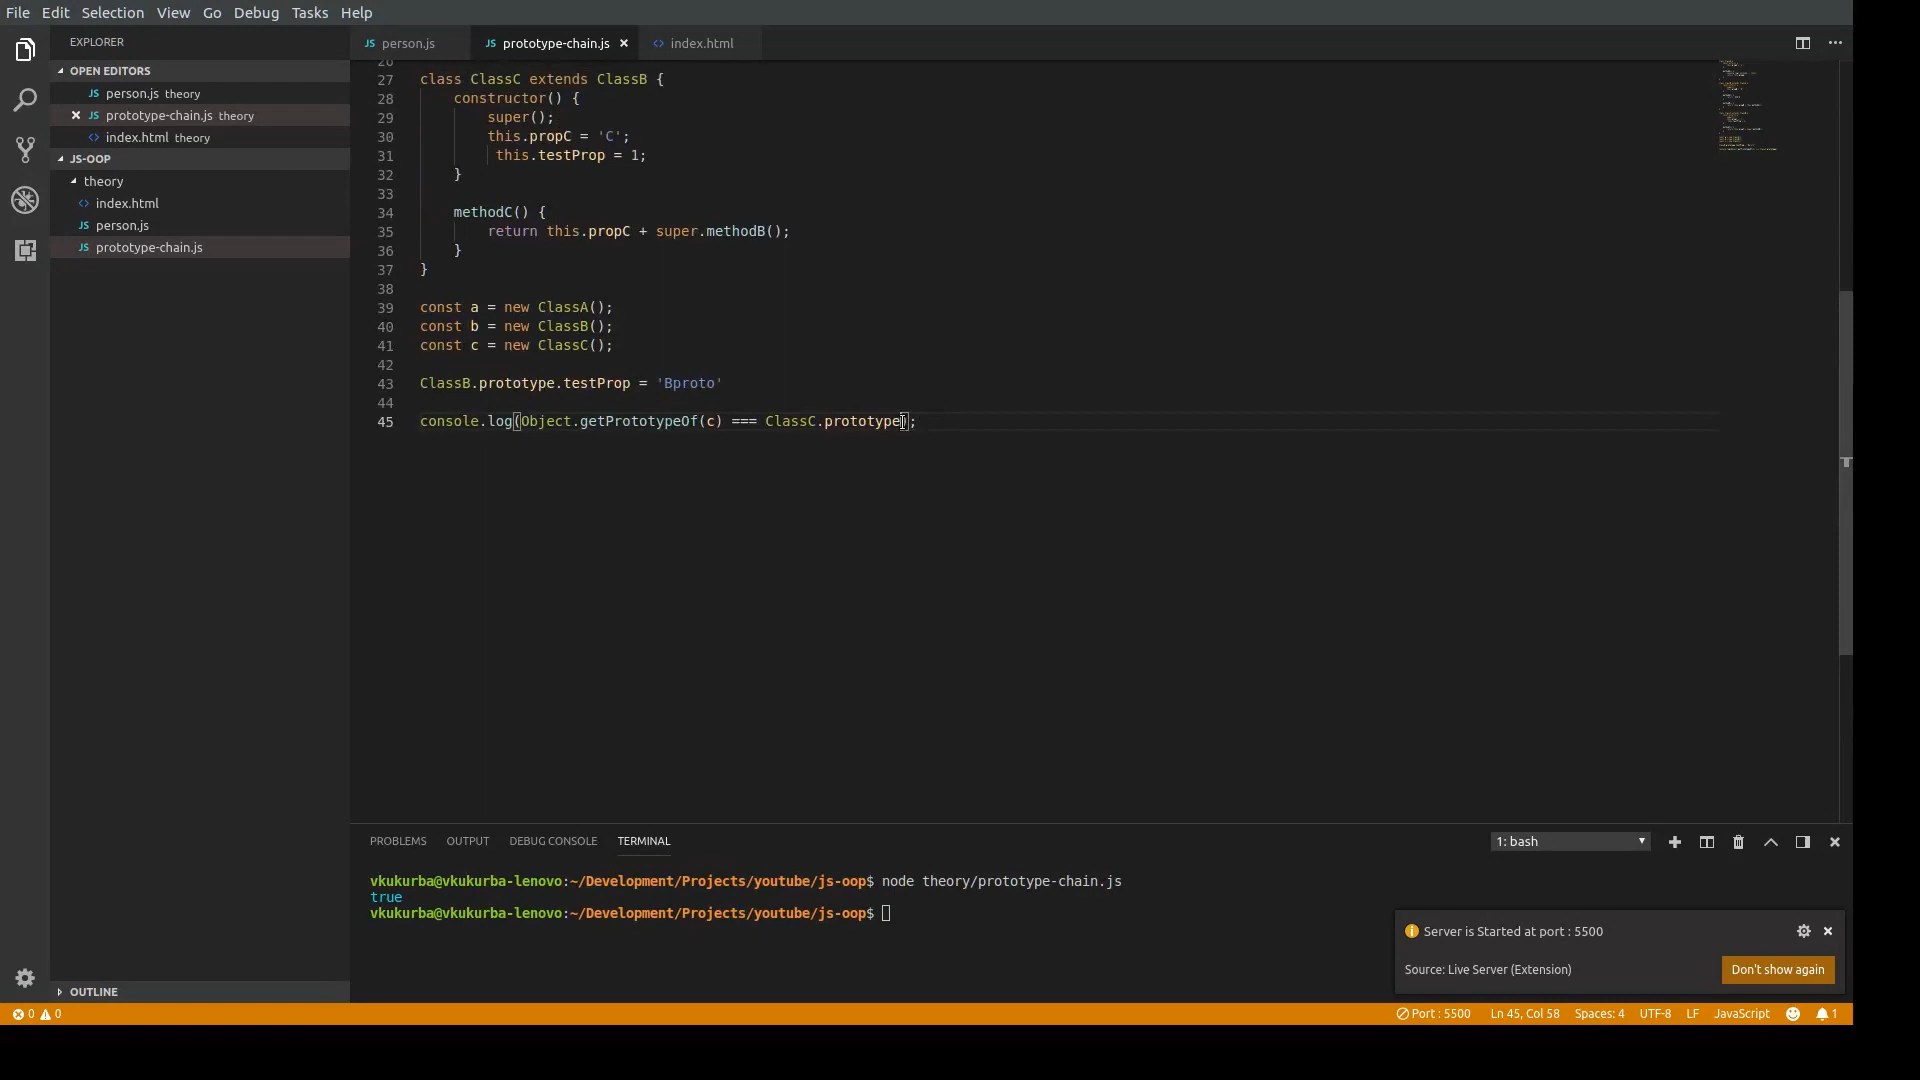 File Edit Selection View Go Debug Tasks Help
EXPLORER
OPEN EDITORS
JS person.js theory
× JS prototype-chain.js theory
<> index.html theory
JS-OOP
theory
<> index.html
JS person.js
JS prototype-chain.js
OUTLINE
JS person.js JS prototype-chain.js × <> index.html
26
27 class ClassC extends ClassB {
28 constructor() {
29 super();
30 this.propC = 'C';
31 this.testProp = 1;
32 }
33
34 methodC() {
35 return this.propC + super.methodB();
36 }
37 }
38
39 const a = new ClassA();
40 const b = new ClassB();
41 const c = new ClassC();
42
43 ClassB.prototype.testProp = 'Bproto'
44
45 console.log(Object.getPrototypeOf(c) === ClassC.prototype);
PROBLEMS OUTPUT DEBUG CONSOLE TERMINAL 1: bash
vkukurba@vkukurba-lenovo:~/Development/Projects/youtube/js-oop$ node theory/prototype-chain.js
true
vkukurba@vkukurba-lenovo:~/Development/Projects/youtube/js-oop$
Server is Started at port : 5500
Source: Live Server (Extension) Don't show again
0 0 Port : 5500 Ln 45, Col 58 Spaces: 4 UTF-8 LF JavaScript 1